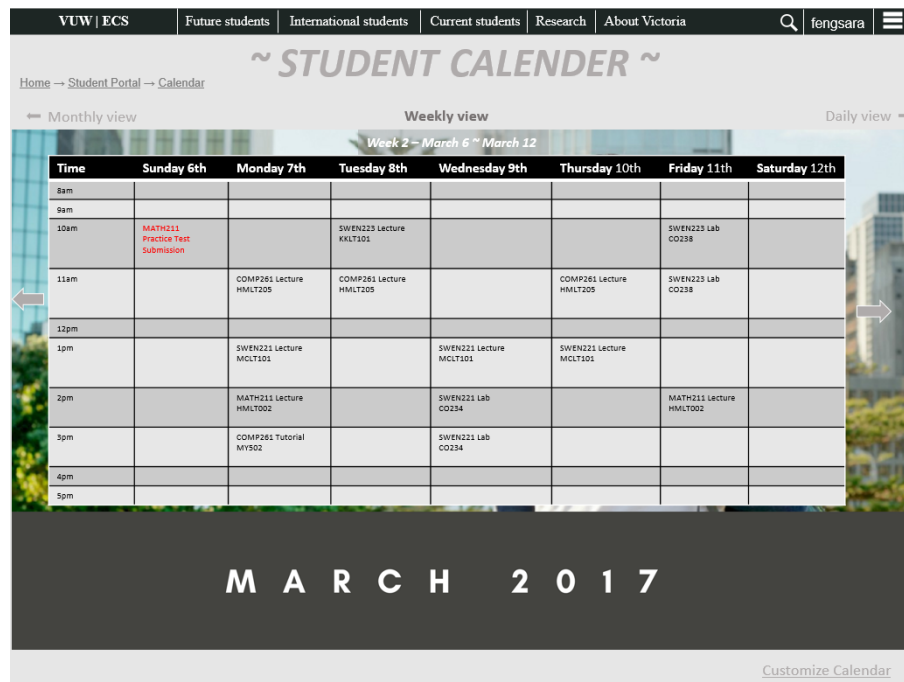 VUW | ECS Future students International students Current students Research About Victoria fengsara
~ STUDENT CALENDER ~
Home → Student Portal → Calendar
Monthly view Weekly view Daily view
Week 2 – March 6 ~ March 12
Time Sunday 6th Monday 7th Tuesday 8th Wednesday 9th Thursday 10th Friday 11th Saturday 12th
8am
9am
10am
MATH211
Practice Test
Submission
SWEN223 Lecture
KKLT101
SWEN223 Lab
CO238
11am
COMP261 Lecture
HMLT205
COMP261 Lecture
HMLT205
COMP261 Lecture
HMLT205
SWEN223 Lab
CO238
12pm
1pm
SWEN221 Lecture
MCLT101
SWEN221 Lecture
MCLT101
SWEN221 Lecture
MCLT101
2pm
MATH211 Lecture
HMLT002
SWEN221 Lab
CO234
MATH211 Lecture
HMLT002
3pm
COMP261 Tutorial
MY502
SWEN221 Lab
CO234
4pm
5pm
MARCH 2017
Customize Calendar